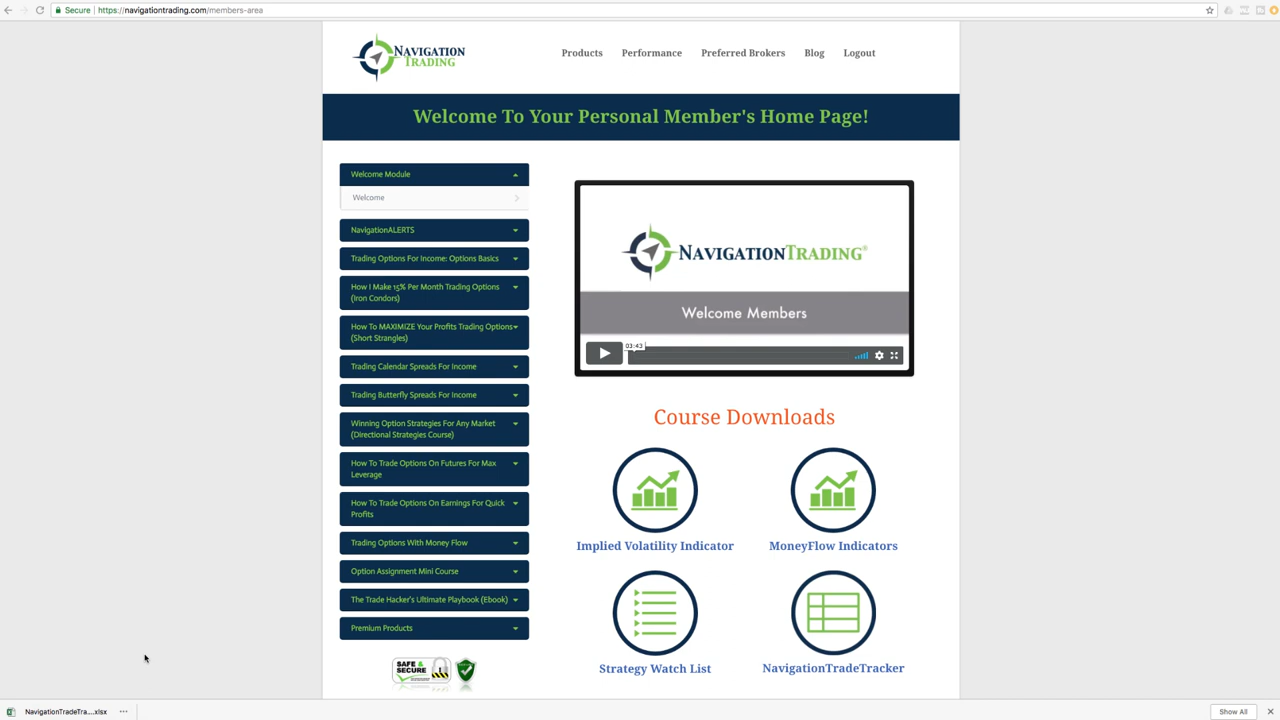 Secure
https://navigationtrading.com/members-area
NAVIGATION
TRADING
Products
Performance
Preferred Brokers
Blog
Logout
Welcome To Your Personal Member's Home Page!
Welcome Module
Welcome
NavigationALERTS
Trading Options For Income: Options Basics
How I Make 15% Per Month Trading Options
(Iron Condors)
How To MAXIMIZE Your Profits Trading Options
(Short Strangles)
Trading Calendar Spreads For Income
Trading Butterfly Spreads For Income
Winning Option Strategies For Any Market
(Directional Strategies Course)
How To Trade Options On Futures For Max
Leverage
How To Trade Options On Earnings For Quick
Profits
Trading Options With Money Flow
Option Assignment Mini Course
The Trade Hacker's Ultimate Playbook (Ebook)
Premium Products
SAFE &
SECURE
NAVIGATIONTRADING®
Welcome Members
03:43
Course Downloads
Implied Volatility Indicator
MoneyFlow Indicators
Strategy Watch List
NavigationTradeTracker
NavigationTradeTra....xlsx
Show All